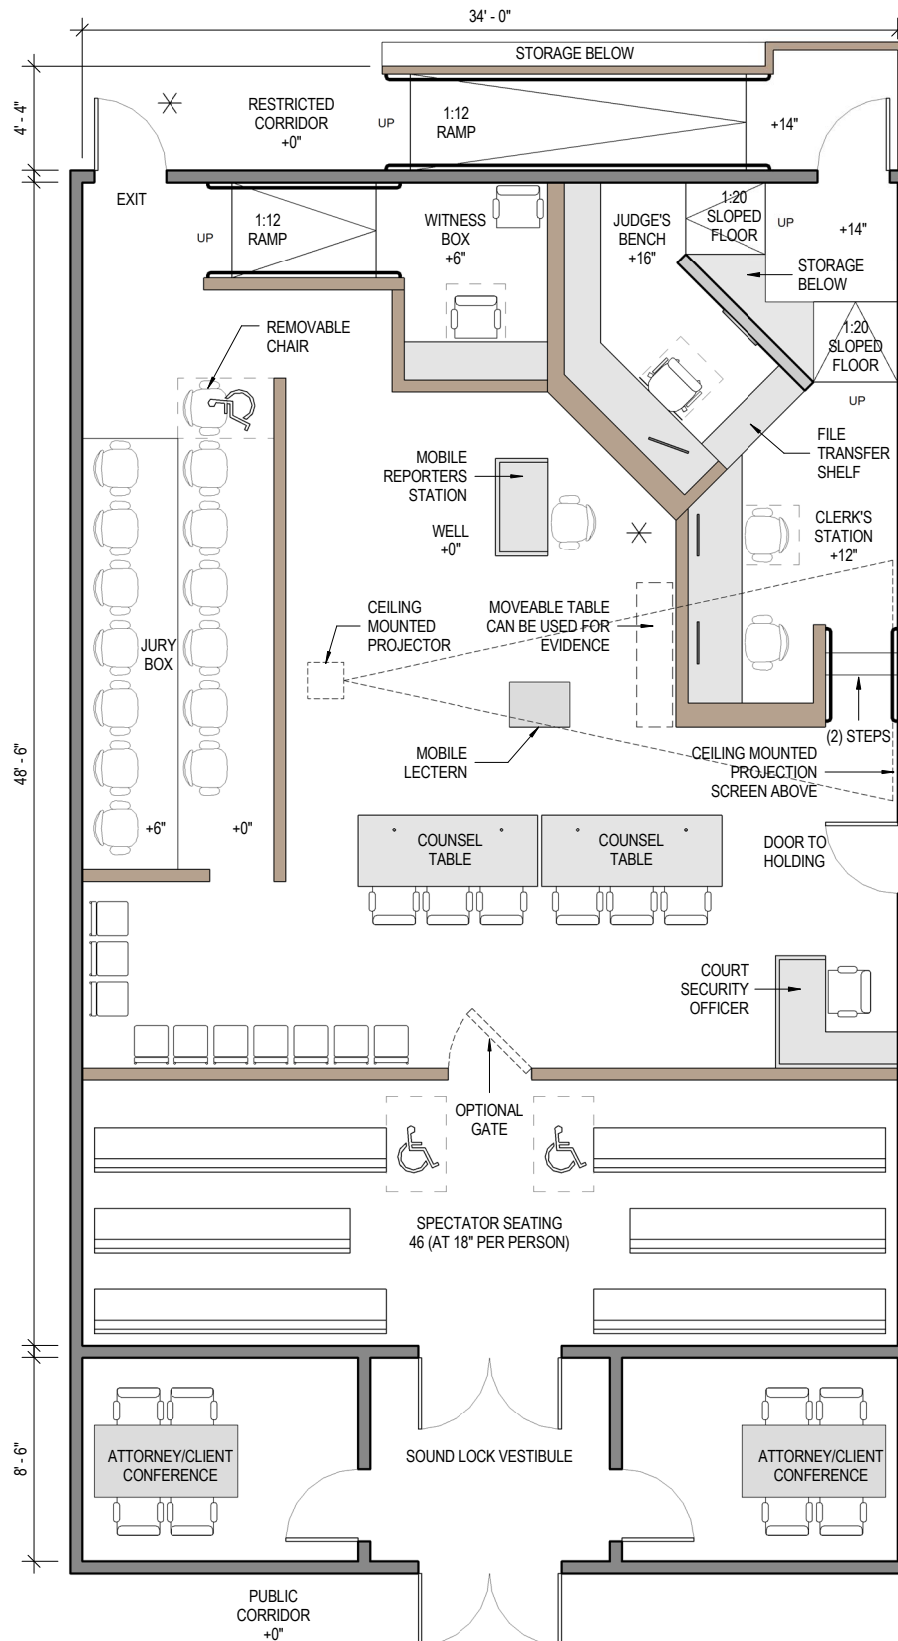 34' - 0"
STORAGE BELOW
4' - 4"
RESTRICTED
CORRIDOR
+0"
UP
1:12
RAMP
+14"
EXIT
UP
1:12
RAMP
WITNESS
BOX
+6"
JUDGE'S
BENCH
+16"
1:20
SLOPED
FLOOR
UP
+14"
STORAGE
BELOW
1:20
SLOPED
FLOOR
UP
REMOVABLE
CHAIR
FILE
TRANSFER
SHELF
MOBILE
REPORTERS
STATION
WELL
+0"
CLERK'S
STATION
+12"
CEILING
MOUNTED
PROJECTOR
MOVEABLE TABLE
CAN BE USED FOR
EVIDENCE
JURY
BOX
48' - 6"
(2) STEPS
MOBILE
LECTERN
CEILING MOUNTED
PROJECTION
SCREEN ABOVE
+6"
+0"
COUNSEL
TABLE
COUNSEL
TABLE
DOOR TO
HOLDING
COURT
SECURITY
OFFICER
OPTIONAL
GATE
SPECTATOR SEATING
46 (AT 18" PER PERSON)
8' - 6"
ATTORNEY/CLIENT
CONFERENCE
SOUND LOCK VESTIBULE
ATTORNEY/CLIENT
CONFERENCE
PUBLIC
CORRIDOR
+0"